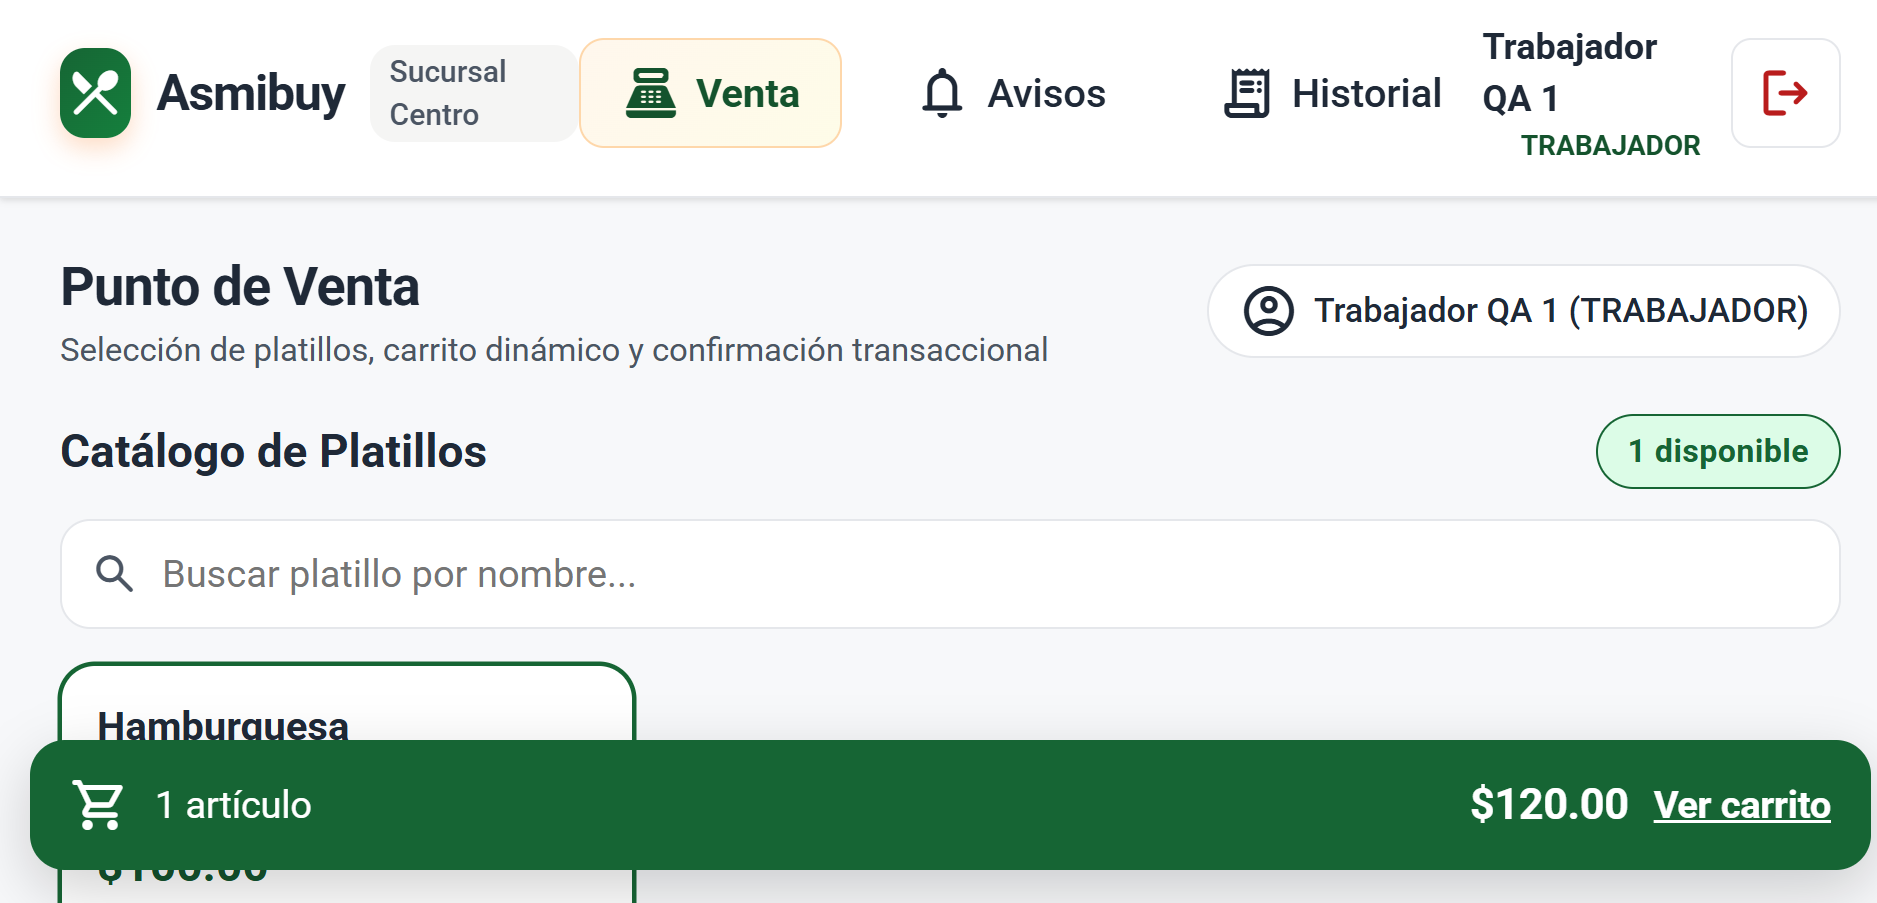 Asmibuy
Sucursal
Centro
Venta
Avisos
Historial
Trabajador
QA 1
TRABAJADOR
Punto de Venta
Selección de platillos, carrito dinámico y confirmación transaccional
Trabajador QA 1 (TRABAJADOR)
Catálogo de Platillos
1 disponible
Buscar platillo por nombre...
Hamburguesa
1 artículo
$120.00
Ver carrito